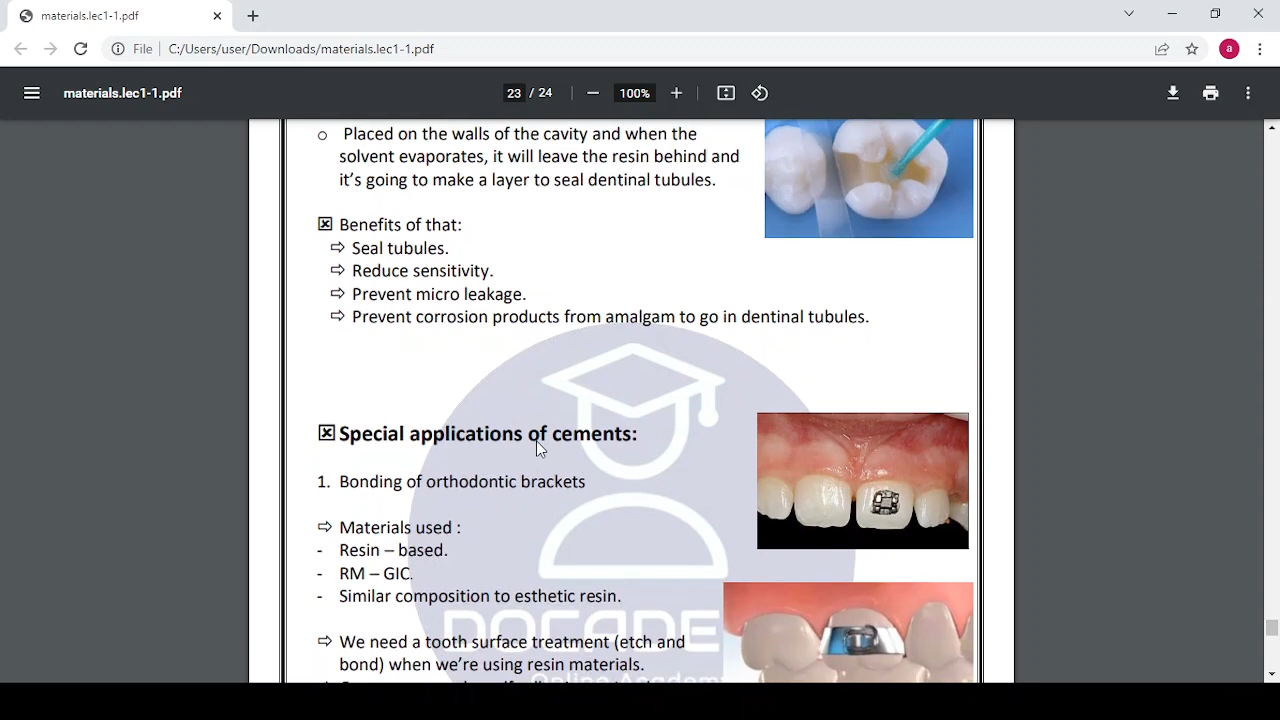 materials.lec1-1.pdf
File
C:/Users/user/Downloads/materials.lec1-1.pdf
a
materials.lec1-1.pdf
23 / 24
100%
o Placed on the walls of the cavity and when the
solvent evaporates, it will leave the resin behind and
it's going to make a layer to seal dentinal tubules.
Benefits of that:
⇨ Seal tubules.
⇨ Reduce sensitivity.
⇨ Prevent micro leakage.
⇨ Prevent corrosion products from amalgam to go in dentinal tubules.
Special applications of cements:
1. Bonding of orthodontic brackets
⇨ Materials used :
- Resin – based.
- RM – GIC.
- Similar composition to esthetic resin.
DOCADE
⇨ We need a tooth surface treatment (etch and
bond) when we're using resin materials.
Online Academy